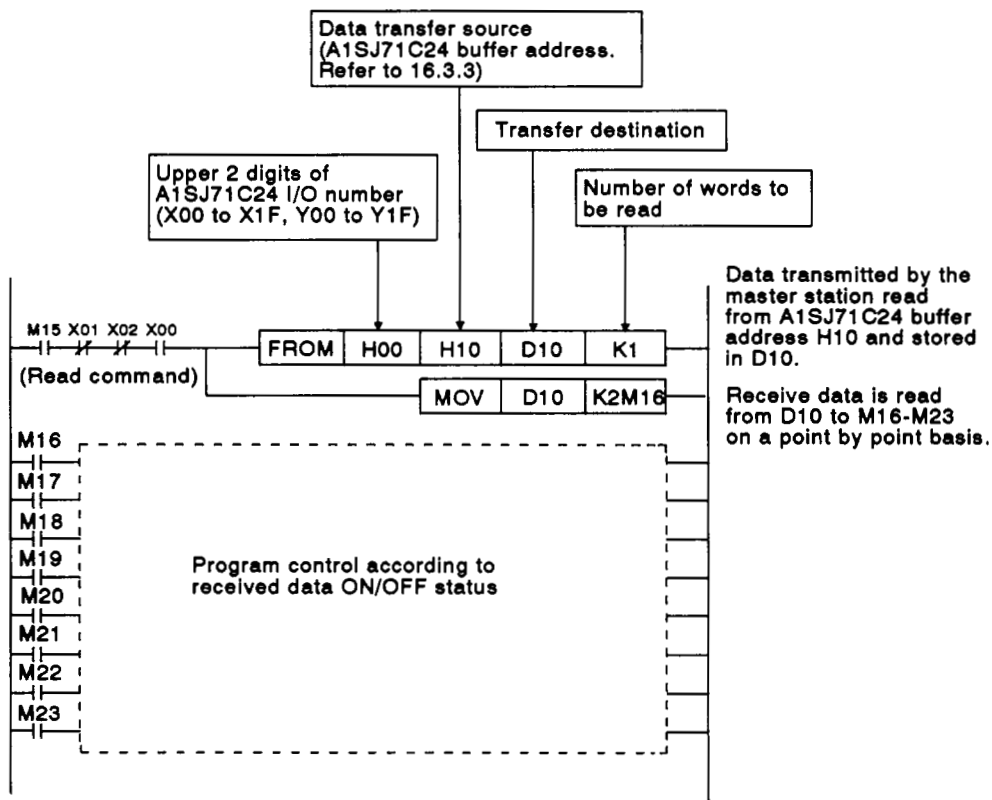 Data transfer source
(A1SJ71C24 buffer address.
Refer to 16.3.3)
Transfer destination
Upper 2 digits of
A1SJ71C24 I/O number
(X00 to X1F, Y00 to Y1F)
Number of words to
be read
M15 X01 X02 X00
FROM H00 H10 D10 K1
(Read command)
MOV D10 K2M16
Data transmitted by the
master station read
from A1SJ71C24 buffer
address H10 and stored
in D10.
Receive data is read
from D10 to M16-M23
on a point by point basis.
M16
M17
M18
M19
M20
M21
M22
M23
Program control according to
received data ON/OFF status